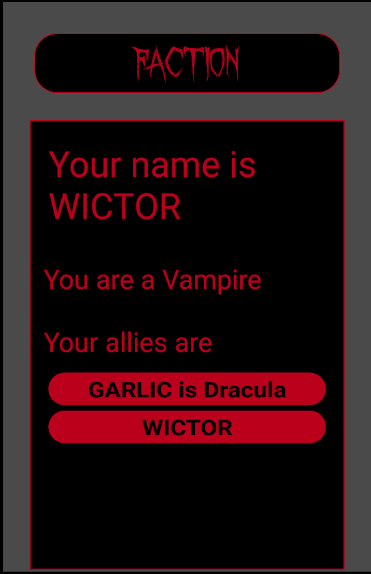 FACTION
Your name is
WICTOR
You are a Vampire
Your allies are
GARLIC is Dracula
WICTOR